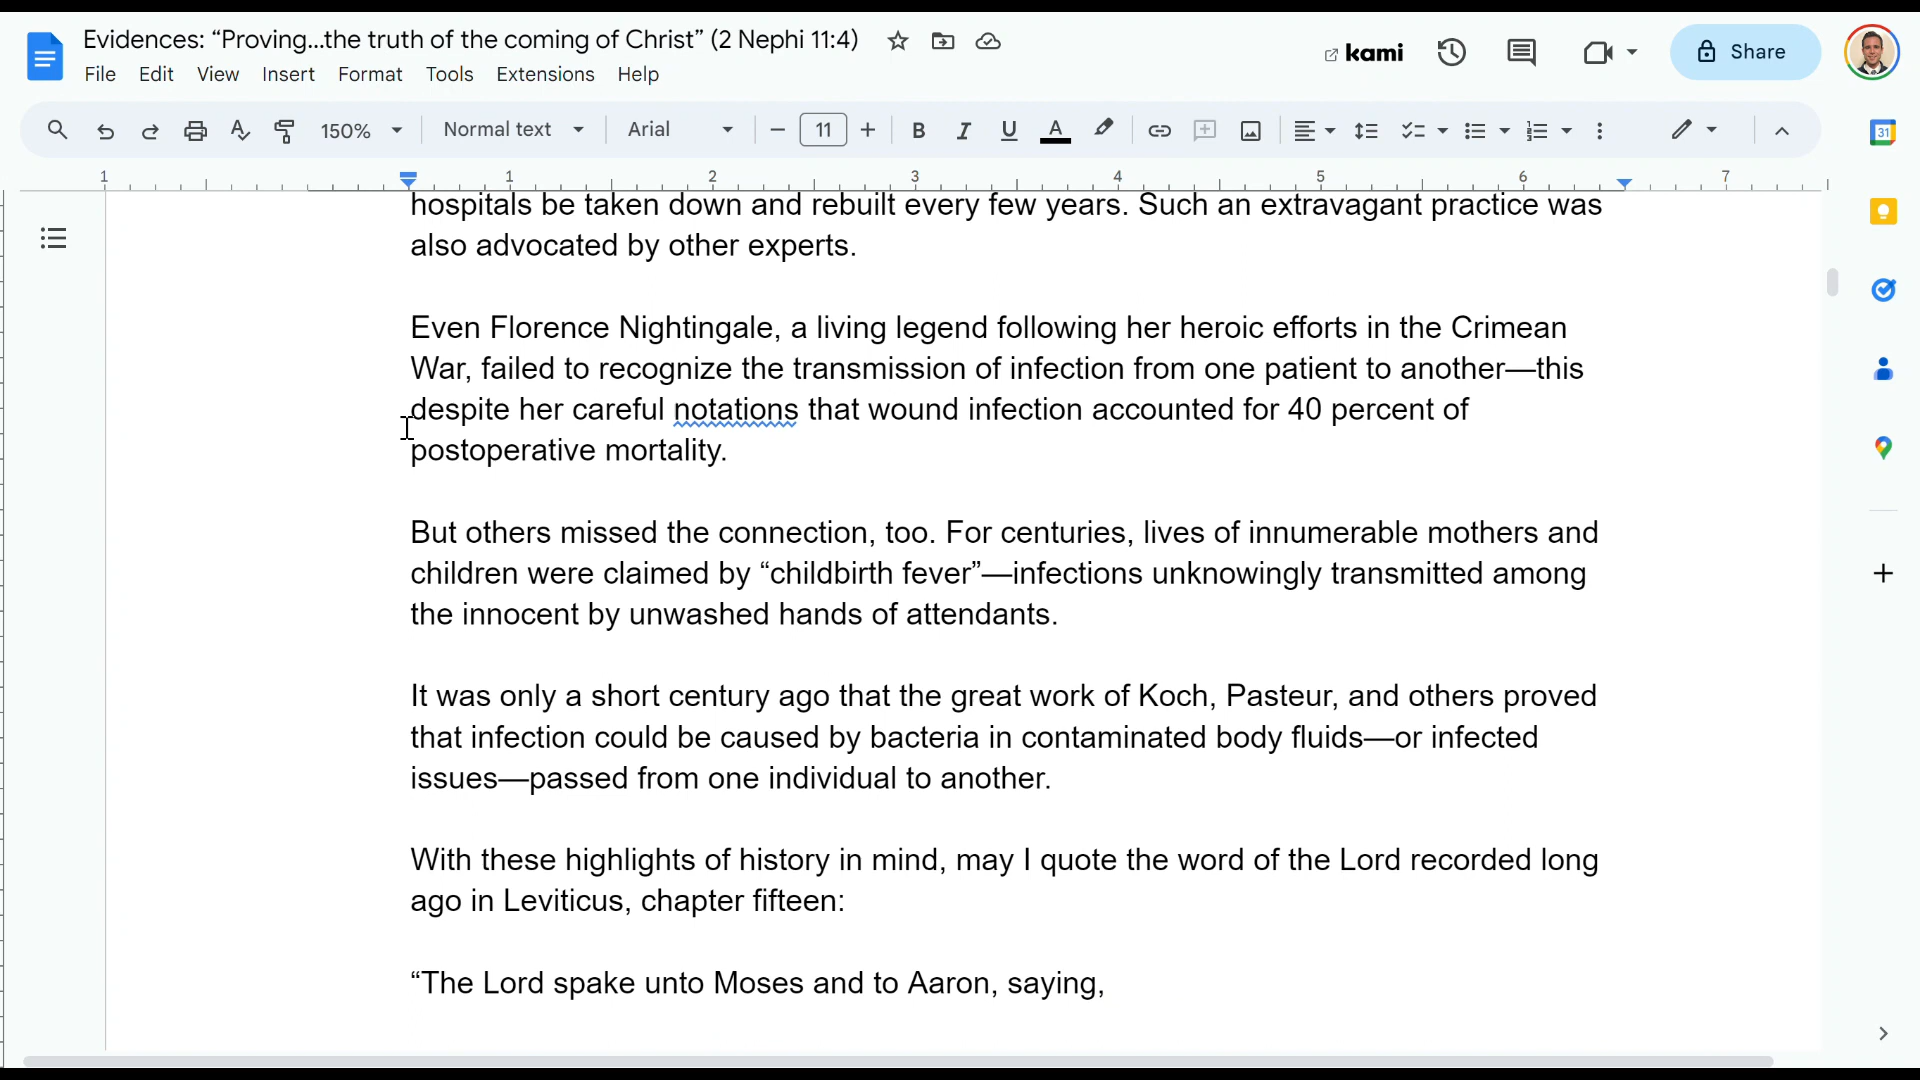 Evidences: “Proving...the truth of the coming of Christ” (2 Nephi 11:4)
kami
Share
File Edit View Insert Format Tools Extensions Help
150% Normal text Arial 11
1 1 2 3 4 5 6 7
31
hospitals be taken down and rebuilt every few years. Such an extravagant practice was
also advocated by other experts.
Even Florence Nightingale, a living legend following her heroic efforts in the Crimean
War, failed to recognize the transmission of infection from one patient to another—this
despite her careful notations that wound infection accounted for 40 percent of
postoperative mortality.
But others missed the connection, too. For centuries, lives of innumerable mothers and
children were claimed by “childbirth fever”—infections unknowingly transmitted among
the innocent by unwashed hands of attendants.
It was only a short century ago that the great work of Koch, Pasteur, and others proved
that infection could be caused by bacteria in contaminated body fluids—or infected
issues—passed from one individual to another.
With these highlights of history in mind, may I quote the word of the Lord recorded long
ago in Leviticus, chapter fifteen:
“The Lord spake unto Moses and to Aaron, saying,